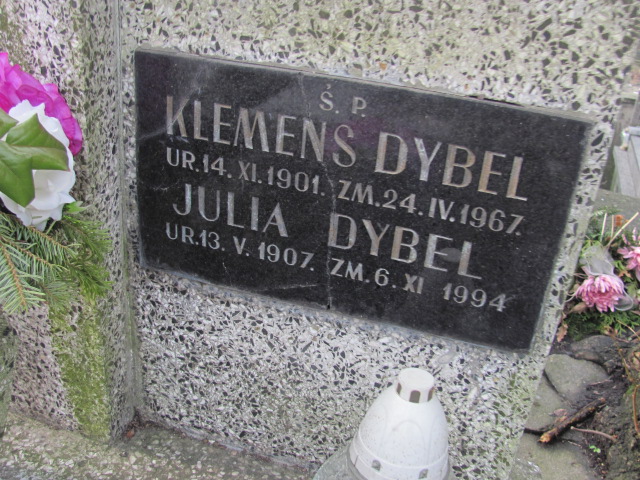 Ś. P.
KLEMENS DYBEL
UR. 14. XI. 1901. ZM. 24. IV. 1967.
JULIA DYBEL
UR. 13. V. 1907. ZM. 6. XI 1994